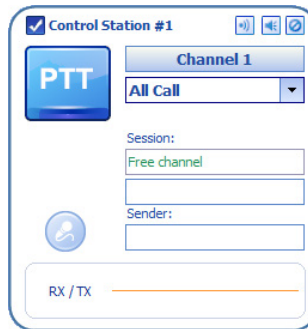 Control Station #1
PTT
Channel 1
All Call
Session:
Free channel
Sender:
RX / TX